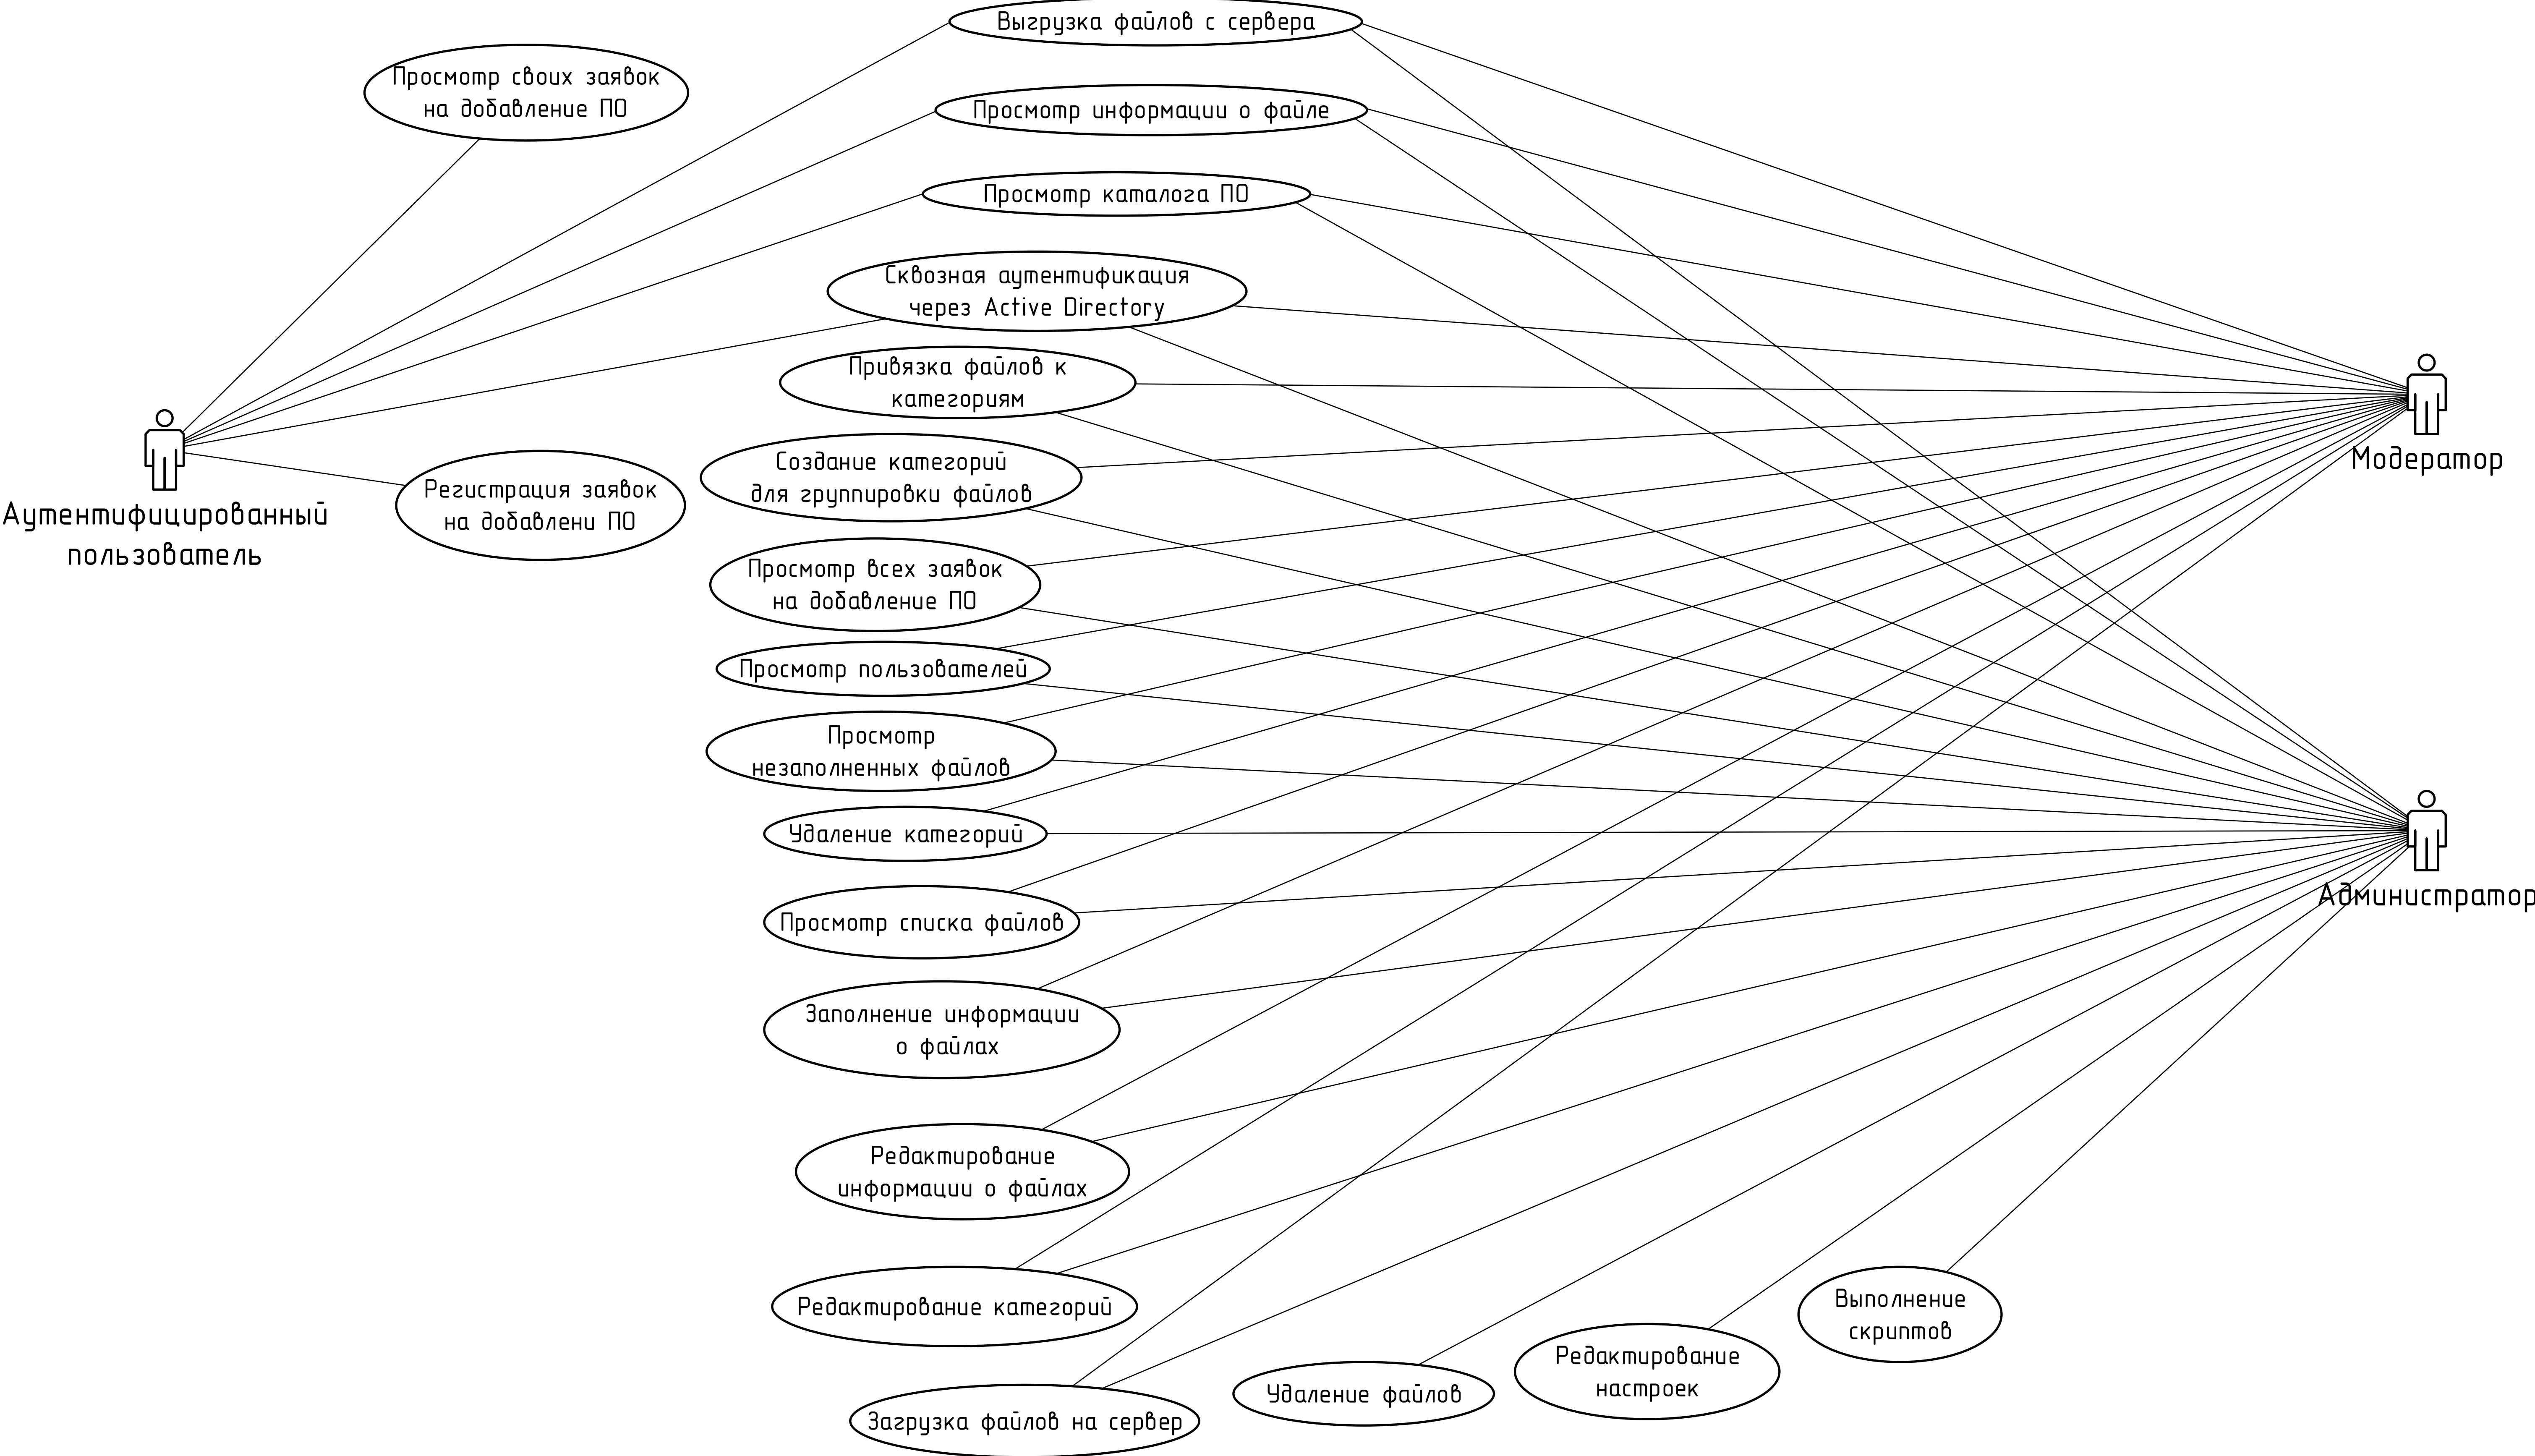 Выгрузка файлов с сервера
Просмотр своих заявок
на добавление ПО
Просмотр информации о файле
Просмотр каталога ПО
Сквозная аутентификация
через Active Directory
Привязка файлов к
категориям
Модератор
Аутентифицированный
пользователь
Регистрация заявок
на добавлени ПО
Создание категорий
для группировки файлов
Просмотр всех заявок
на добавление ПО
Просмотр пользователей
Просмотр
незаполненных файлов
Удаление категорий
Администратор
Просмотр списка файлов
Заполнение информации
о файлах
Редактирование
информации о файлах
Редактирование категорий
Выполнение
скриптов
Редактирование
настроек
Удаление файлов
Загрузка файлов на сервер